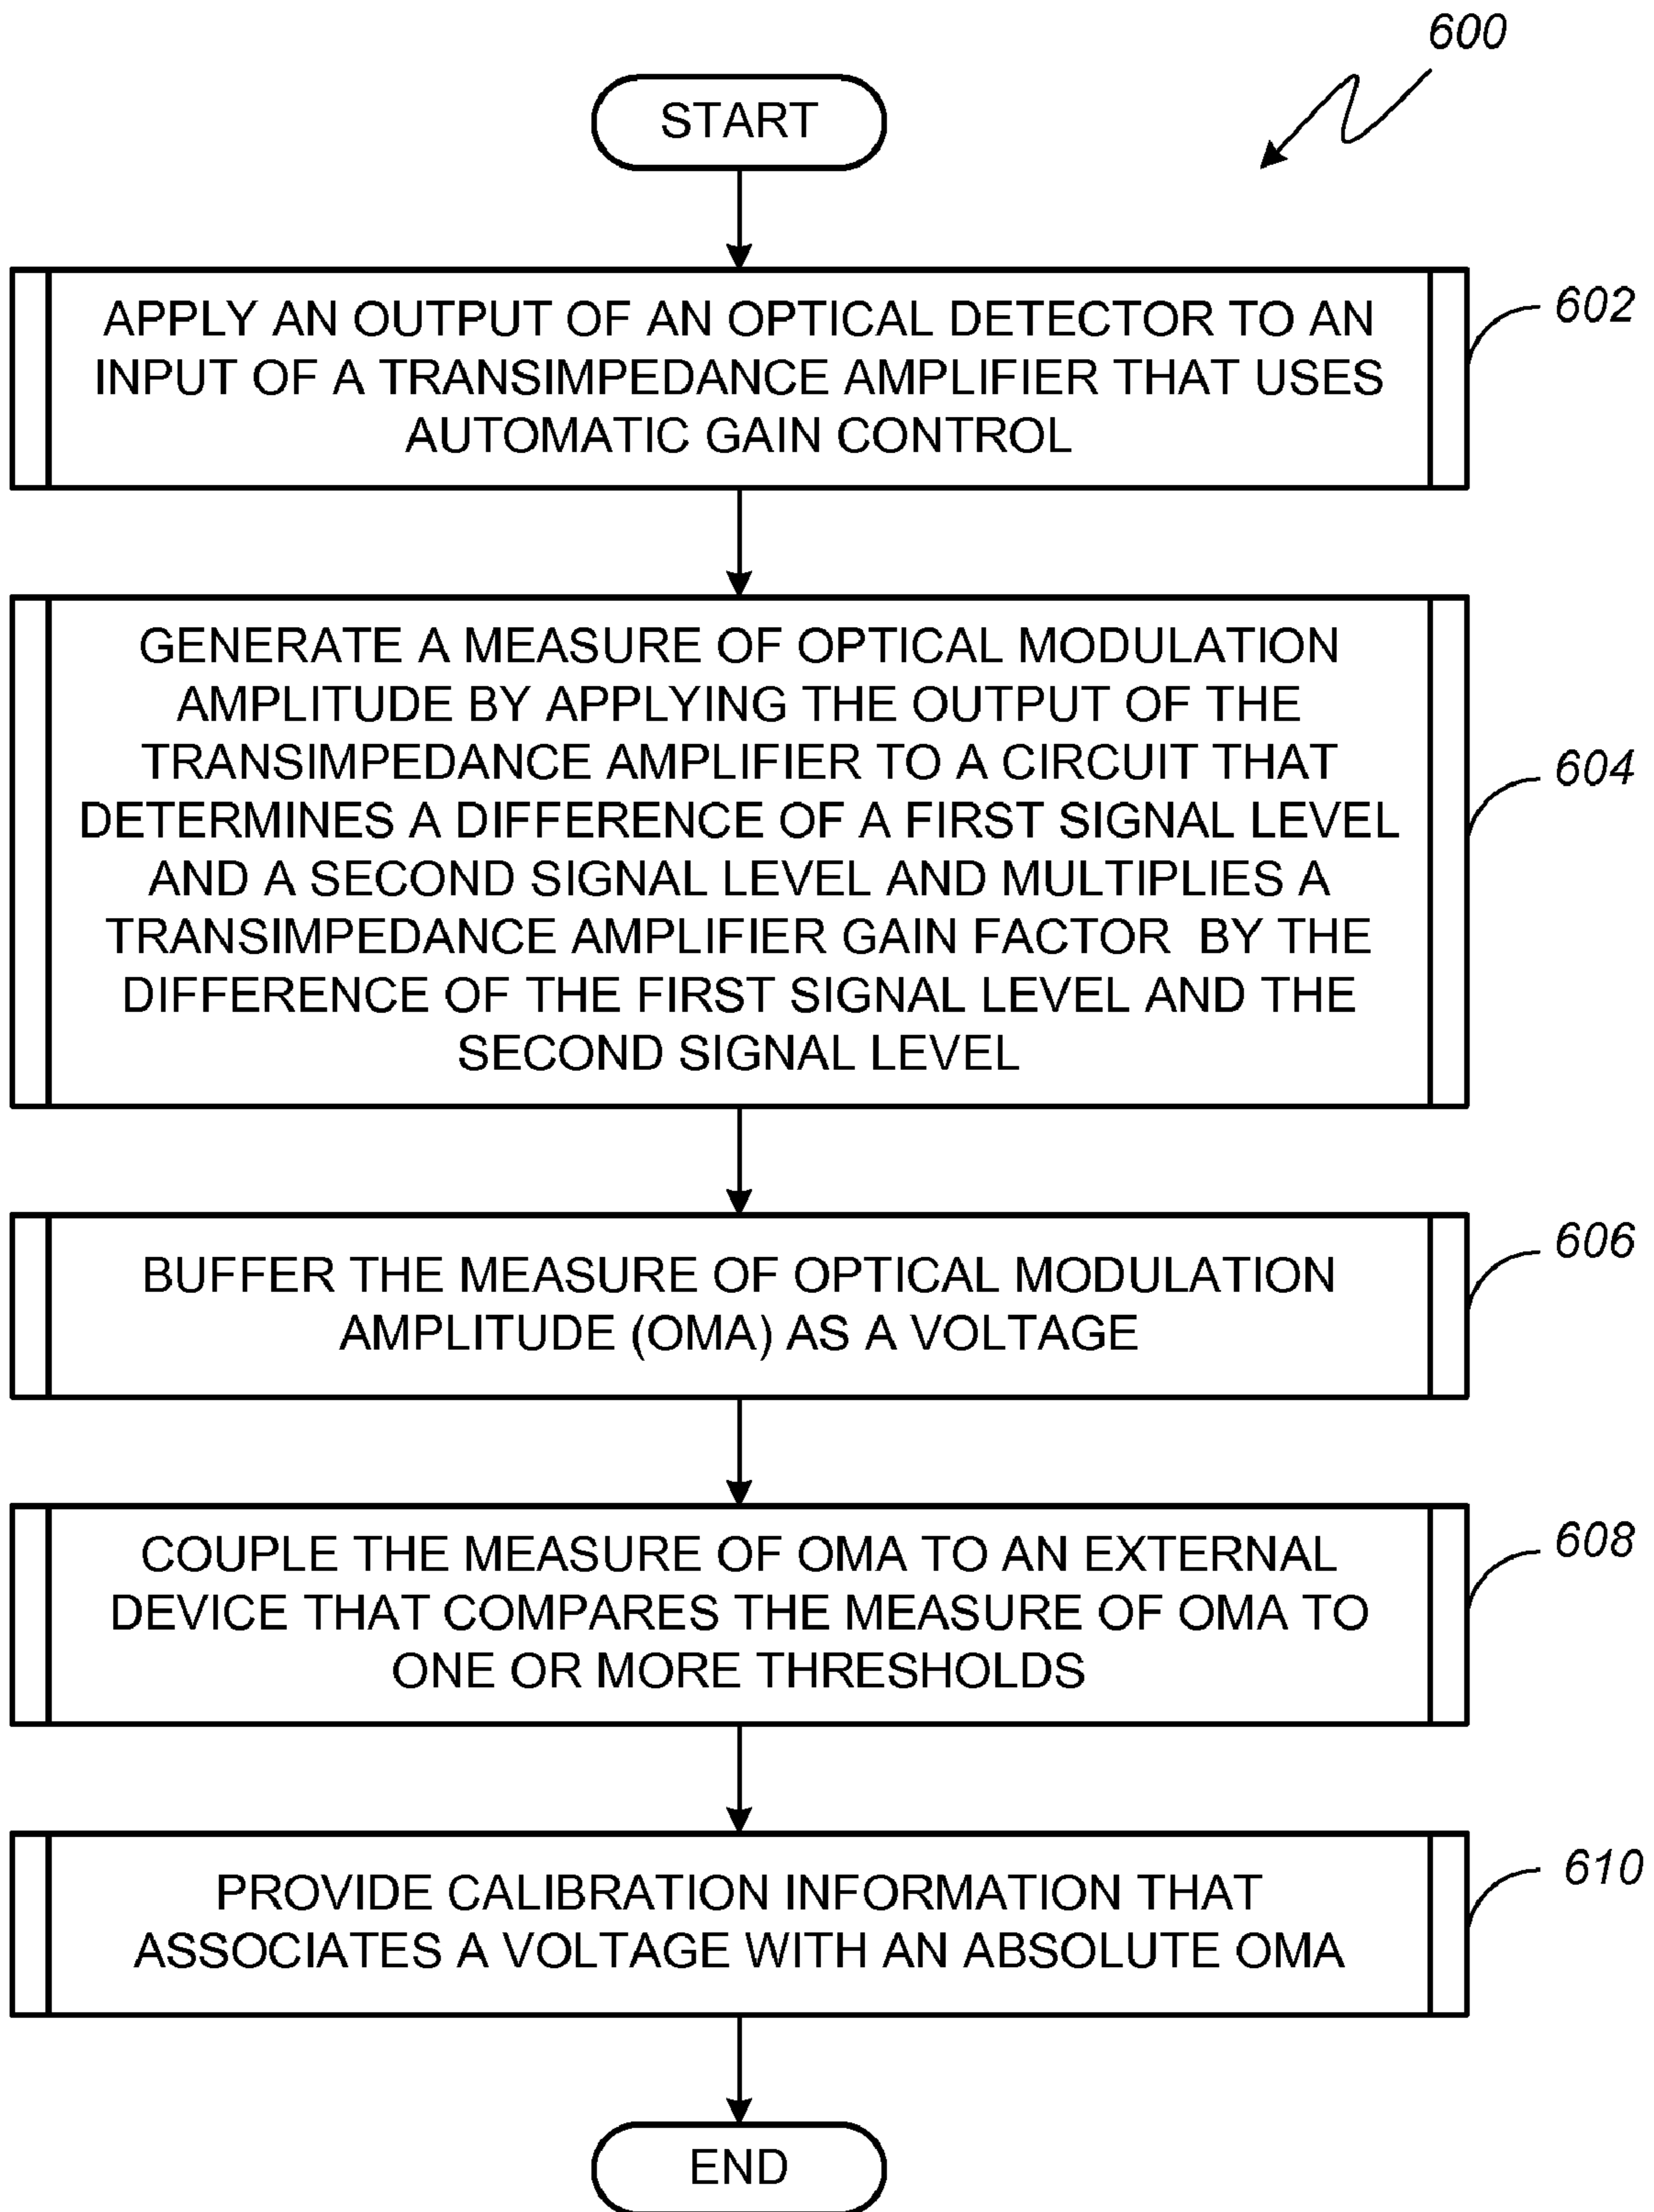 600
START
APPLY AN OUTPUT OF AN OPTICAL DETECTOR TO AN
INPUT OF A TRANSIMPEDANCE AMPLIFIER THAT USES
AUTOMATIC GAIN CONTROL
602
GENERATE A MEASURE OF OPTICAL MODULATION
AMPLITUDE BY APPLYING THE OUTPUT OF THE
TRANSIMPEDANCE AMPLIFIER TO A CIRCUIT THAT
DETERMINES A DIFFERENCE OF A FIRST SIGNAL LEVEL
AND A SECOND SIGNAL LEVEL AND MULTIPLIES A
TRANSIMPEDANCE AMPLIFIER GAIN FACTOR BY THE
DIFFERENCE OF THE FIRST SIGNAL LEVEL AND THE
SECOND SIGNAL LEVEL
604
BUFFER THE MEASURE OF OPTICAL MODULATION
AMPLITUDE (OMA) AS A VOLTAGE
606
COUPLE THE MEASURE OF OMA TO AN EXTERNAL
DEVICE THAT COMPARES THE MEASURE OF OMA TO
ONE OR MORE THRESHOLDS
608
PROVIDE CALIBRATION INFORMATION THAT
ASSOCIATES A VOLTAGE WITH AN ABSOLUTE OMA
610
END